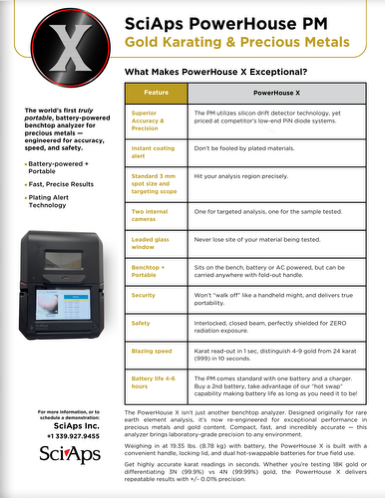 X
SciAps PowerHouse PM
Gold Karating & Precious Metals
What Makes PowerHouse X Exceptional?
The world's first truly
portable, battery-powered
benchtop analyzer for
precious metals —
engineered for accuracy,
speed, and safety.
Battery-powered +
Portable
Fast, Precise Results
Plating Alert
Technology
Feature
PowerHouse X
Superior
Accuracy &
Precision
The PM utilizes silicon drift detector technology, yet
priced at competitor's low-end PiN diode systems.
Instant coating
alert
Don't be fooled by plated materials.
Standard 3 mm
spot size and
targeting scope
Hit your analysis region precisely.
Two internal
cameras
One for targeted analysis, one for the sample tested.
Leaded glass
window
Never lose site of your material being tested.
Benchtop +
Portable
Sits on the bench, battery or AC powered, but can be
carried anywhere with fold-out handle.
Security
Won't "walk off" like a handheld might, and delivers true
portability.
Safety
Interlocked, closed beam, perfectly shielded for ZERO
radiation exposure.
Blazing speed
Karat read-out in 1 sec, distinguish 4-9 gold from 24 karat
(999) in 10 seconds.
Battery life 4-6
hours
The PM comes standard with one battery and a charger.
Buy a 2nd battery, take advantage of our "hot swap"
capability making battery life as long as you need it to be!
For more information, or to
schedule a demonstration:
SciAps Inc.
+1 339.927.9455
SciAps
The PowerHouse X isn't just another benchtop analyzer. Designed originally for rare
earth element analysis, it's now re-engineered for exceptional performance in
precious metals and gold content. Compact, fast, and incredibly accurate — this
analyzer brings laboratory-grade precision to any environment.
Weighing in at 19.35 lbs. (8.78 kg) with battery, the PowerHouse X is built with a
convenient handle, locking lid, and dual hot-swappable batteries for true field use.
Get highly accurate karat readings in seconds. Whether you're testing 18K gold or
differentiating 3N (99.9%) vs 4N (99.99%) gold, the PowerHouse X delivers
repeatable results with +/- 0.01% precision.